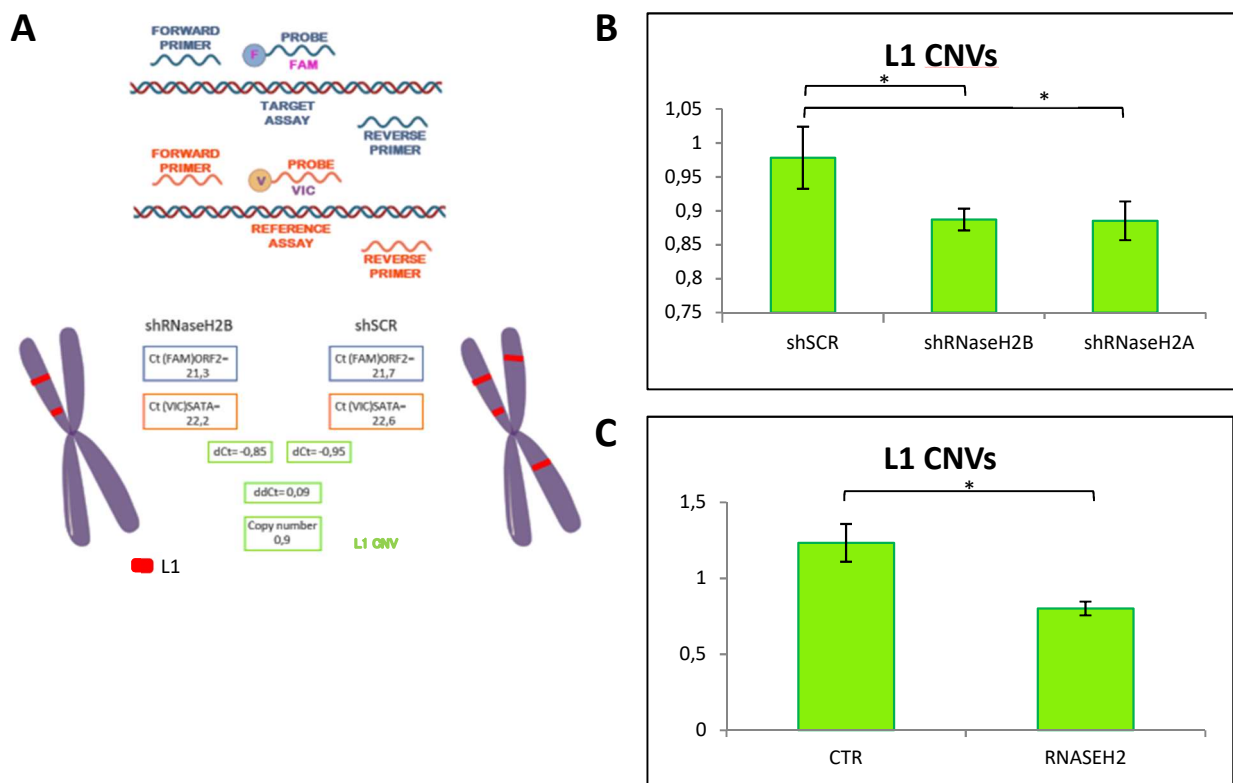 A
FORWARD
PRIMER
F
PROBE
FAM
TARGET
ASSAY
REVERSE
PRIMER
FORWARD
PRIMER
V
PROBE
VIC
REFERENCE
ASSAY
REVERSE
PRIMER
shRNaseH2B
shSCR
Ct (FAM)ORF2=
21,3
Ct (FAM)ORF2=
21,7
Ct (VIC)SATA=
22,2
Ct (VIC)SATA=
22,6
dCt= -0,85
dCt= -0,95
ddCt= 0,09
Copy number
0,9
L1 CNV
L1
B
L1 CNVs
*
*
1,05
1
0,95
0,9
0,85
0,8
0,75
shSCR
shRNaseH2B
shRNaseH2A
C
L1 CNVs
*
1,5
1
0,5
0
CTR
RNASEH2